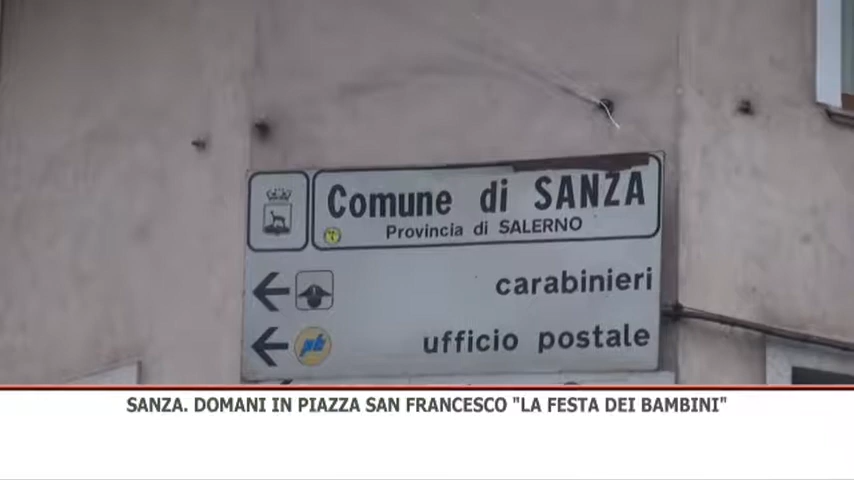 Comune di SANZA
Provincia di SALERNO
carabinieri
ufficio postale
SANZA. DOMANI IN PIAZZA SAN FRANCESCO "LA FESTA DEI BAMBINI"